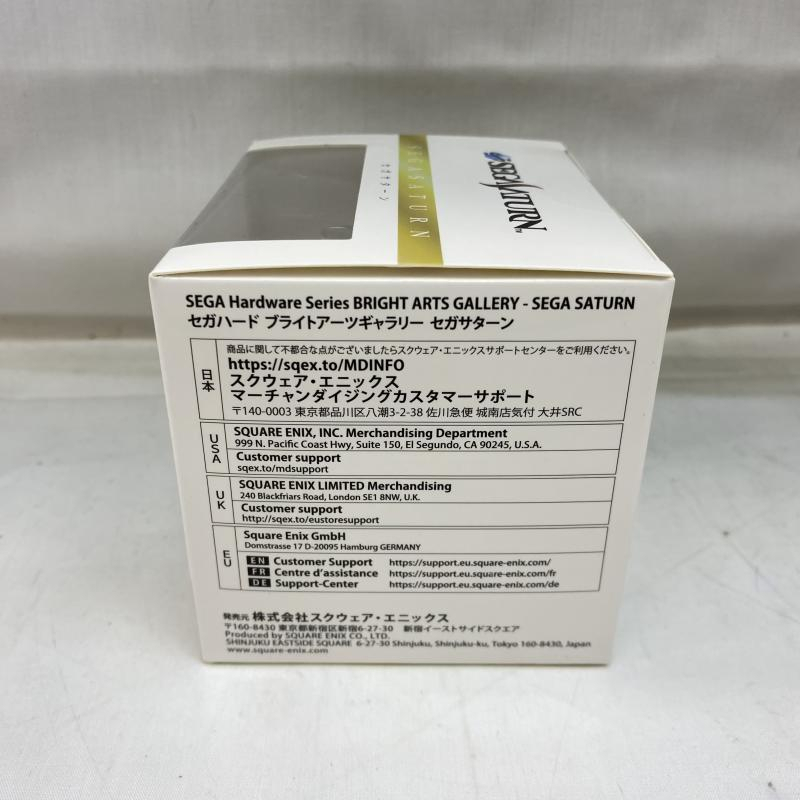 SEGA SATURN™
SEGASATURN
セガサターン
SEGA Hardware Series BRIGHT ARTS GALLERY - SEGA SATURN
セガハード ブライトアーツギャラリー セガサターン
日本
商品に関して不都合な点がございましたらスクウェア・エニックスサポートセンターをご利用ください。
https://sqex.to/MDINFO
スクウェア・エニックス
マーチャンダイジングカスタマーサポート
〒140-0003 東京都品川区八潮3-2-38 佐川急便 城南店気付 大井SRC
USA
SQUARE ENIX, INC. Merchandising Department
999 N. Pacific Coast Hwy, Suite 150, El Segundo, CA 90245, U.S.A.
Customer support
sqex.to/mdsupport
UK
SQUARE ENIX LIMITED Merchandising
240 Blackfriars Road, London SE1 8NW, U.K.
Customer support
http://sqex.to/eustoresupport
EU
Square Enix GmbH
Domstrasse 17 D-20095 Hamburg GERMANY
EN Customer Support https://support.eu.square-enix.com/
FR Centre d'assistance https://support.eu.square-enix.com/fr
DE Support-Center https://support.eu.square-enix.com/de
発売元 株式会社スクウェア・エニックス
〒160-8430 東京都新宿区新宿6-27-30 新宿イーストサイドスクエア
Produced by SQUARE ENIX CO., LTD.
SHINJUKU EASTSIDE SQUARE 6-27-30 Shinjuku, Shinjuku-ku, Tokyo 160-8430, Japan
www.square-enix.com